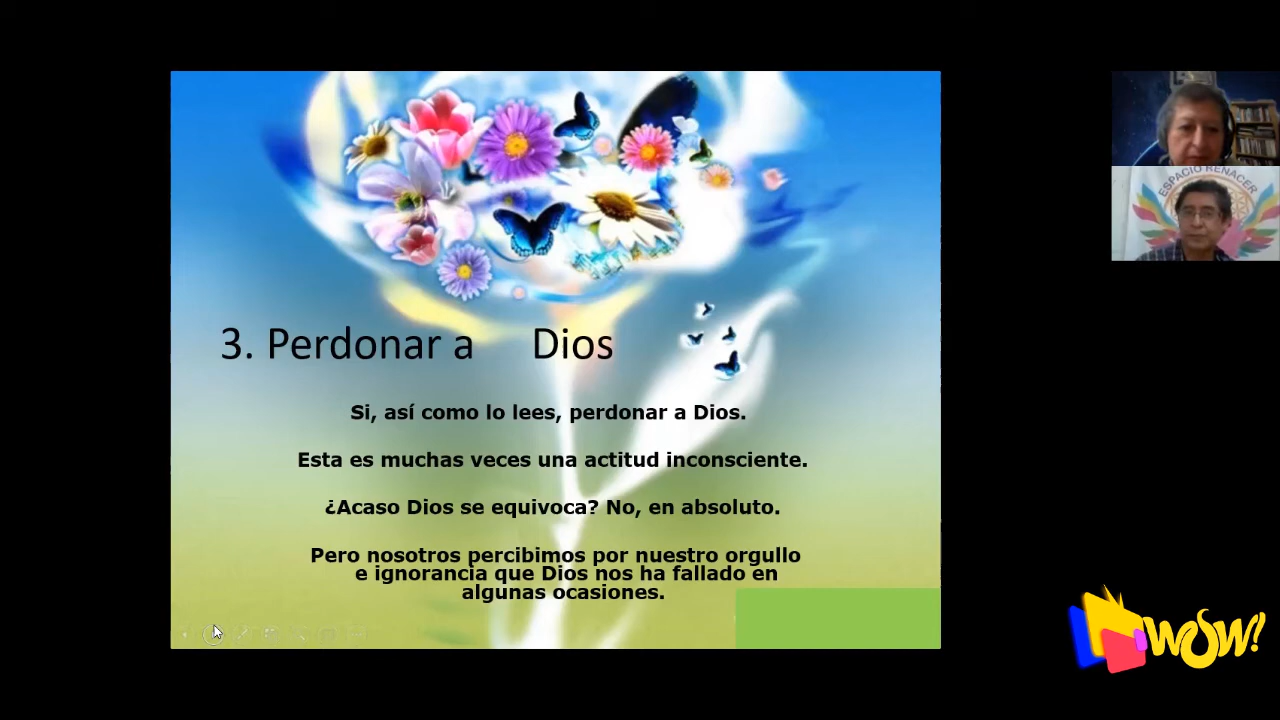 3. Perdonar a Dios
Si, así como lo lees, perdonar a Dios.
Esta es muchas veces una actitud inconsciente.
¿Acaso Dios se equivoca? No, en absoluto.
Pero nosotros percibimos por nuestro orgullo
e ignorancia que Dios nos ha fallado en
algunas ocasiones.
ESPACIO RENACER
WOW!